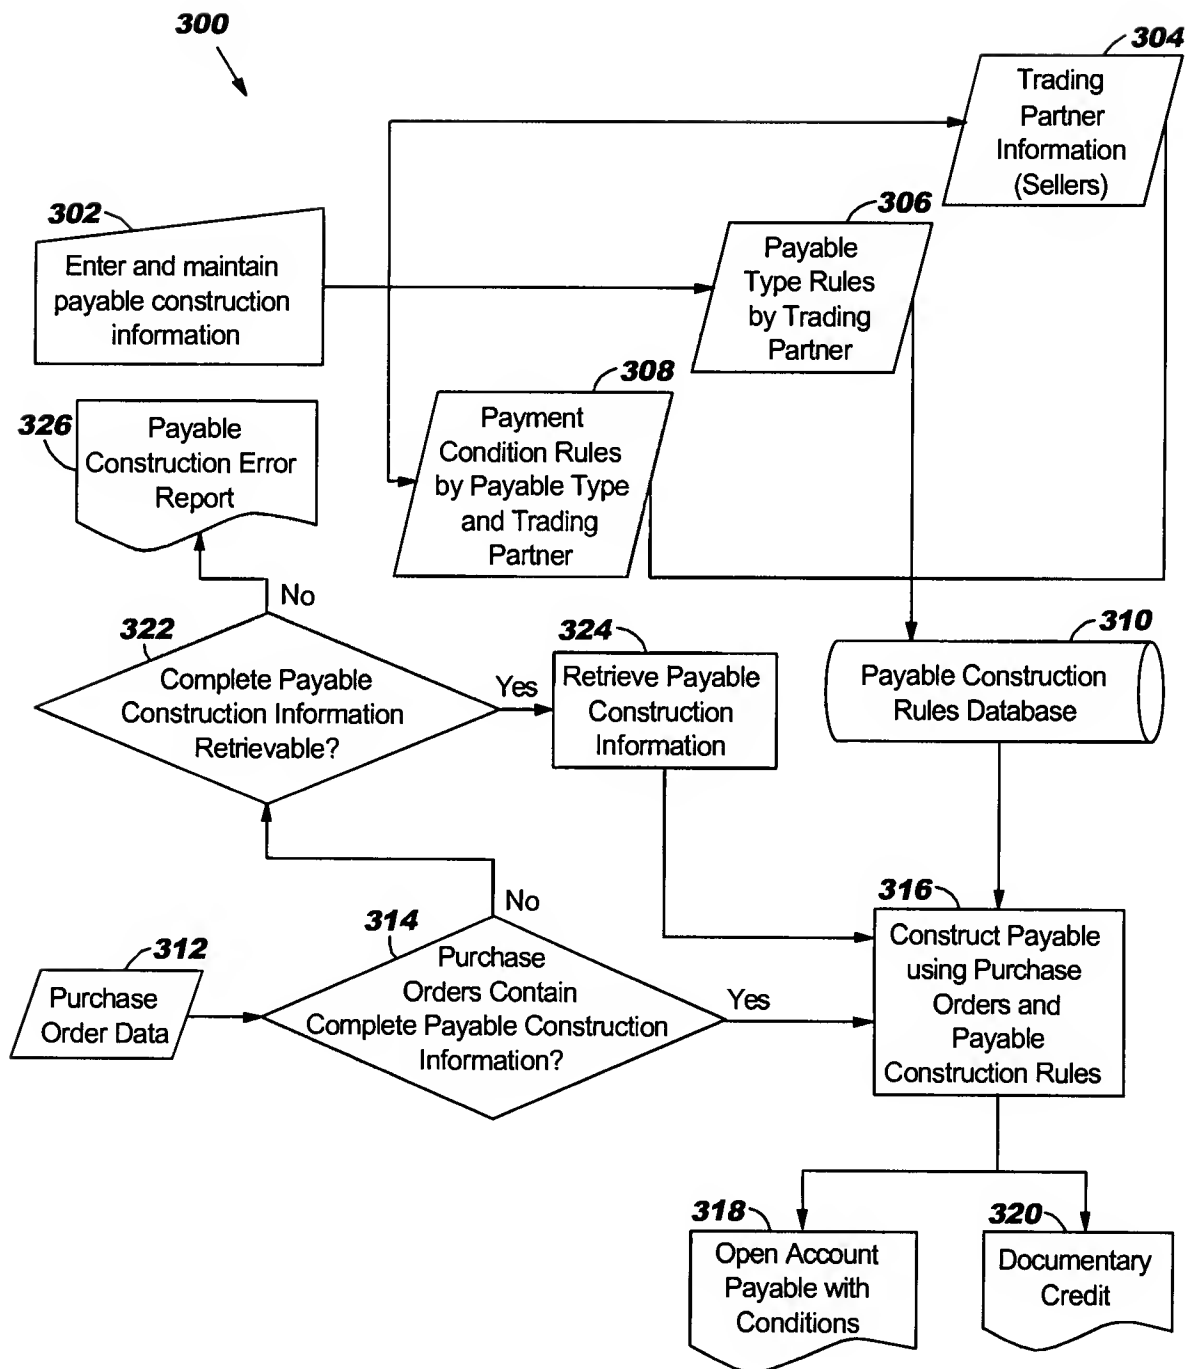 300
304
Trading
Partner
Information
(Sellers)
302
Enter and maintain
payable construction
information
306
Payable
Type Rules
by Trading
Partner
308
Payment
Condition Rules
by Payable Type
and Trading
Partner
326
Payable
Construction Error
Report
No
322
Complete Payable
Construction Information
Retrievable?
Yes
324
Retrieve Payable
Construction
Information
310
Payable Construction
Rules Database
No
312
Purchase
Order Data
314
Purchase
Orders Contain
Complete Payable Construction
Information?
Yes
316
Construct Payable
using Purchase
Orders and
Payable
Construction Rules
318
Open Account
Payable with
Conditions
320
Documentary
Credit